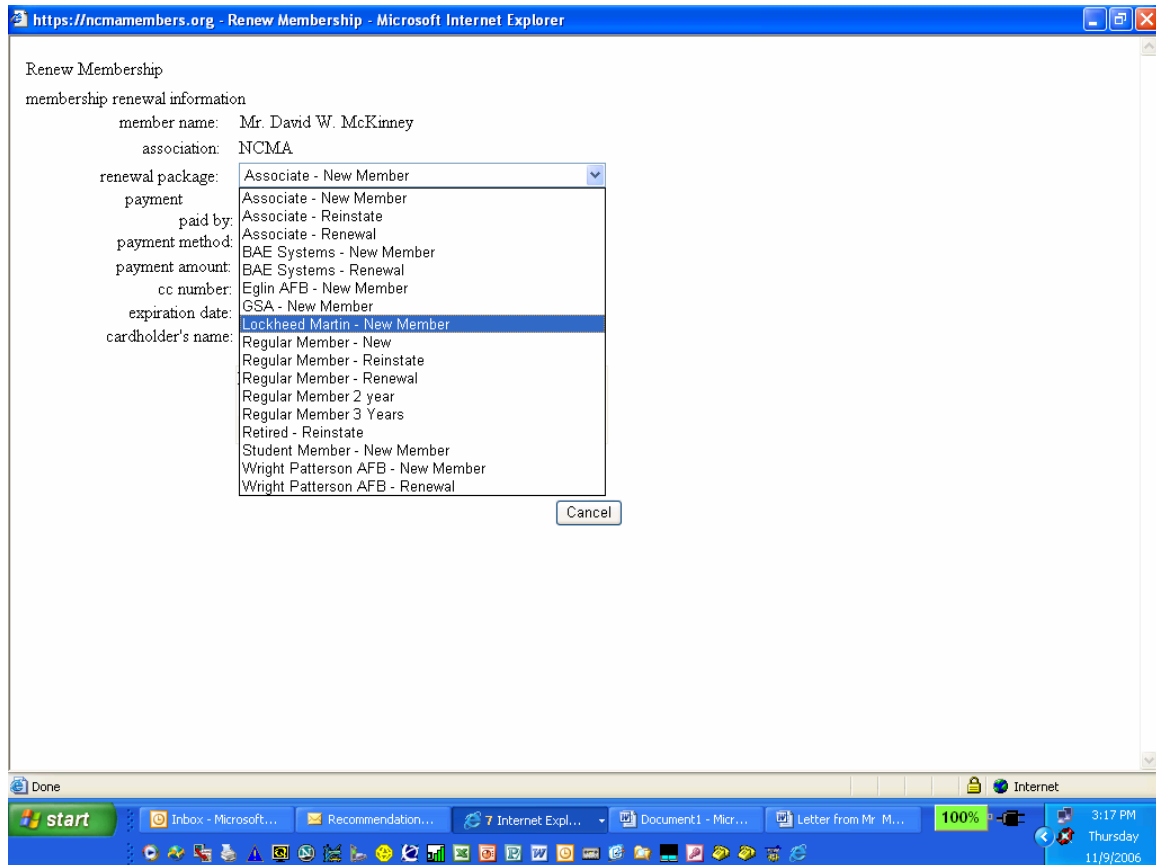 https://ncmamembers.org - Renew Membership - Microsoft Internet Explorer
Renew Membership
membership renewal information
member name: Mr. David W. McKinney
association: NCMA
renewal package: Associate - New Member
payment
paid by:
payment method:
payment amount:
cc number:
expiration date:
cardholder's name:
Associate - New Member
Associate - Reinstate
Associate - Renewal
BAE Systems - New Member
BAE Systems - Renewal
Eglin AFB - New Member
GSA - New Member
Lockheed Martin - New Member
Regular Member - New
Regular Member - Reinstate
Regular Member - Renewal
Regular Member 2 year
Regular Member 3 Years
Retired - Reinstate
Student Member - New Member
Wright Patterson AFB - New Member
Wright Patterson AFB - Renewal
Cancel
Done
Internet
start
Inbox - Microsoft...
Recommendation...
7 Internet Expl...
Document1 - Micr...
Letter from Mr M...
100%
3:17 PM
Thursday
11/9/2006